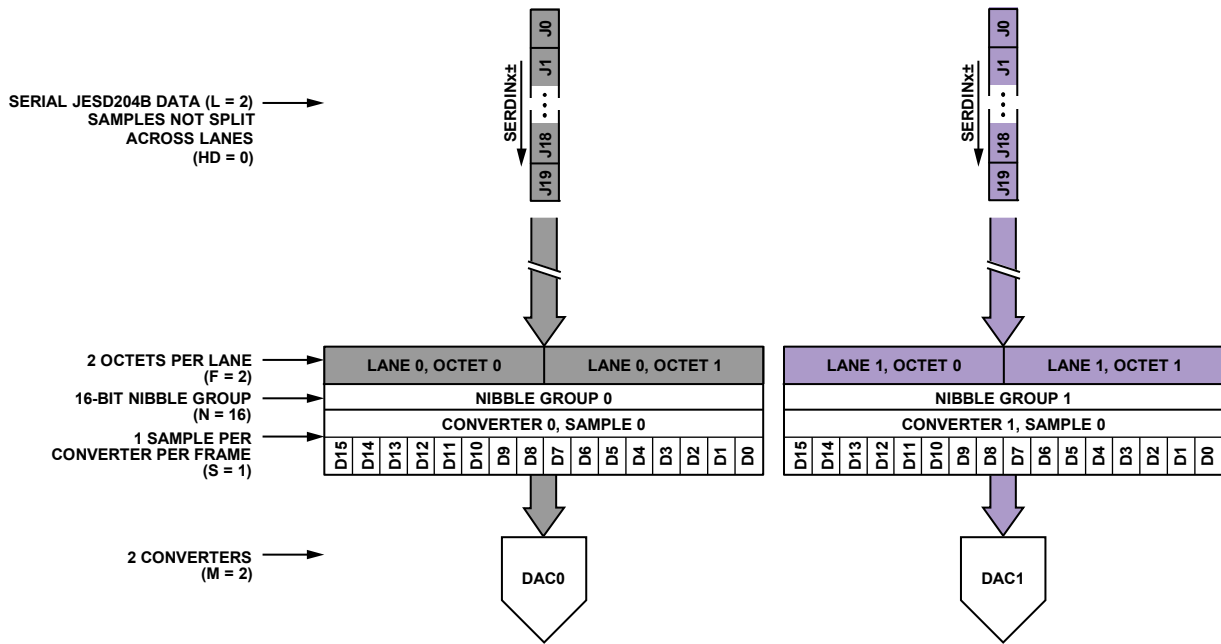 SERIAL JESD204B DATA (L = 2)
SAMPLES NOT SPLIT
ACROSS LANES
(HD = 0)
SERDINx±
J0
J1
J18
J19
SERDINx±
J0
J1
J18
J19
2 OCTETS PER LANE
(F = 2)
LANE 0, OCTET 0
LANE 0, OCTET 1
LANE 1, OCTET 0
LANE 1, OCTET 1
16-BIT NIBBLE GROUP
(N = 16)
NIBBLE GROUP 0
NIBBLE GROUP 1
1 SAMPLE PER
CONVERTER PER FRAME
(S = 1)
CONVERTER 0, SAMPLE 0
CONVERTER 1, SAMPLE 0
D15 D14 D13 D12 D11 D10 D9 D8 D7 D6 D5 D4 D3 D2 D1 D0
D15 D14 D13 D12 D11 D10 D9 D8 D7 D6 D5 D4 D3 D2 D1 D0
2 CONVERTERS
(M = 2)
DAC0
DAC1